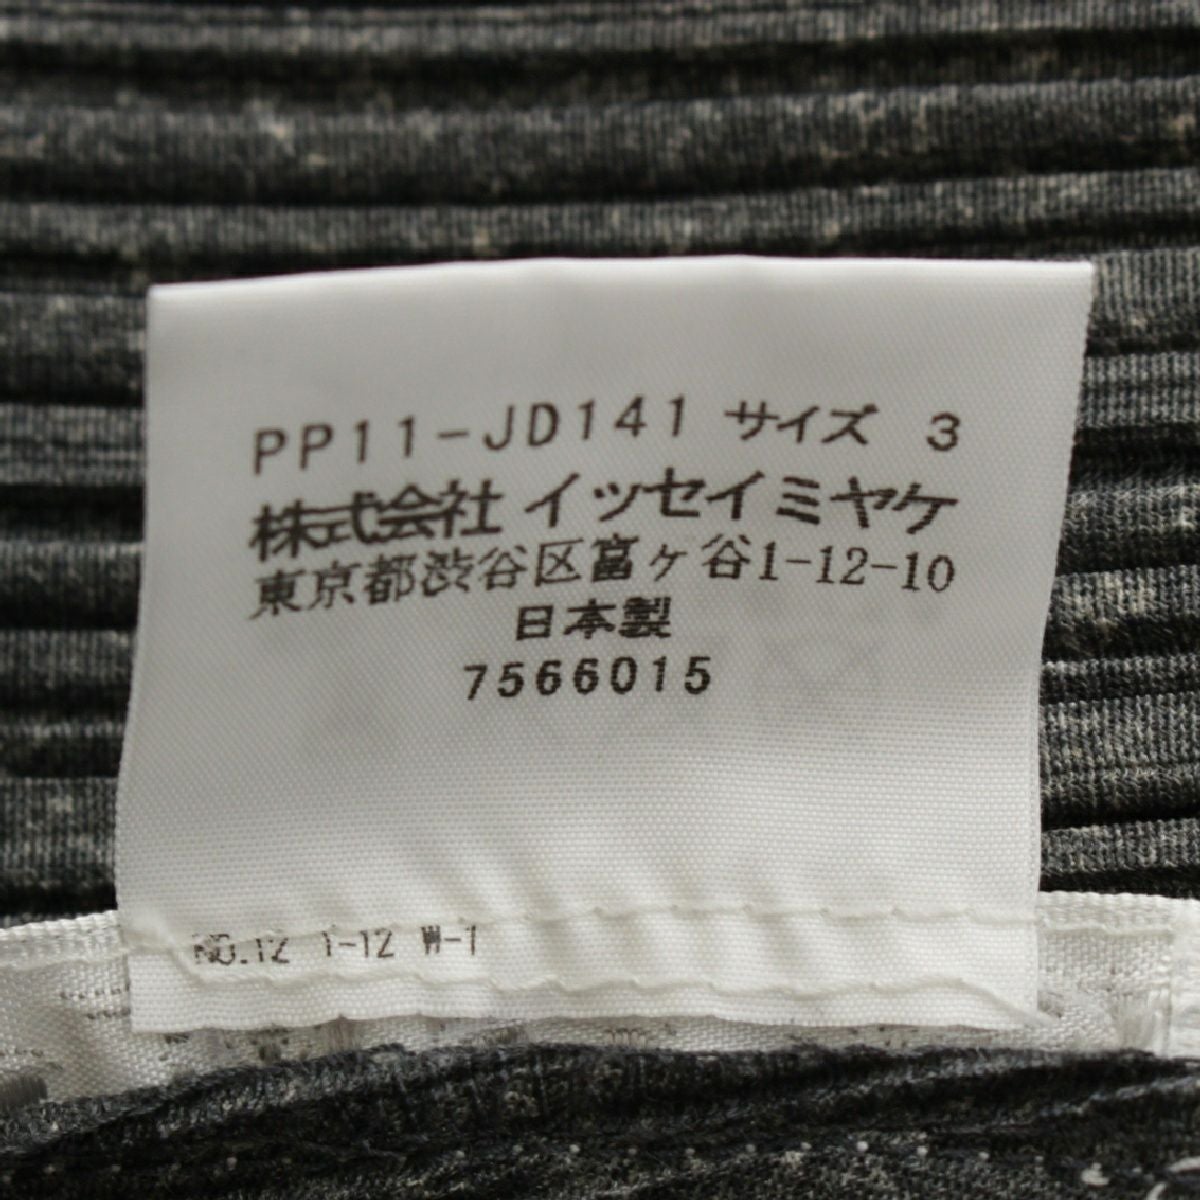 PP11-JD141 サイズ 3
株式会社 イッセイミヤケ
東京都渋谷区富ヶ谷1-12-10
日本製
7566015
NO.12 1-12 W-1